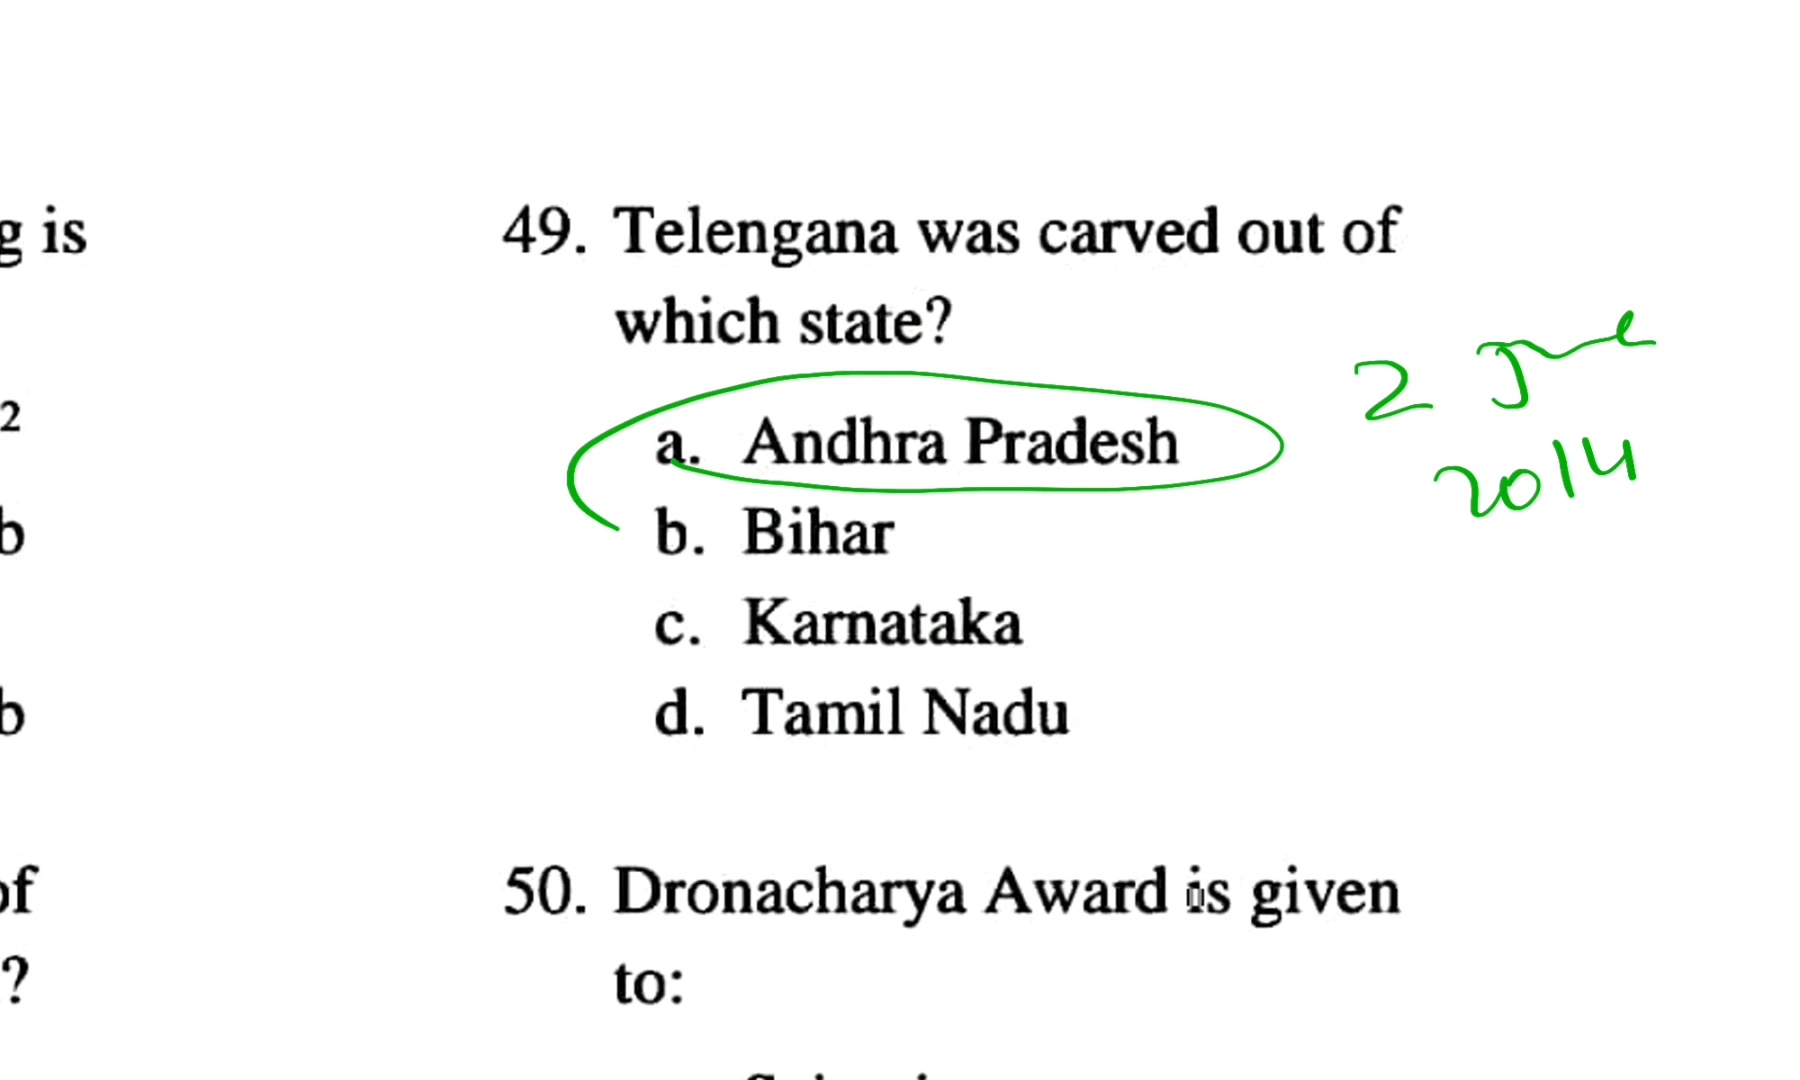 g is
2
b
b
of
?
49. Telengana was carved out of
which state?
a. Andhra Pradesh
b. Bihar
c. Karnataka
d. Tamil Nadu
2 June
2014
50. Dronacharya Award is given
to: